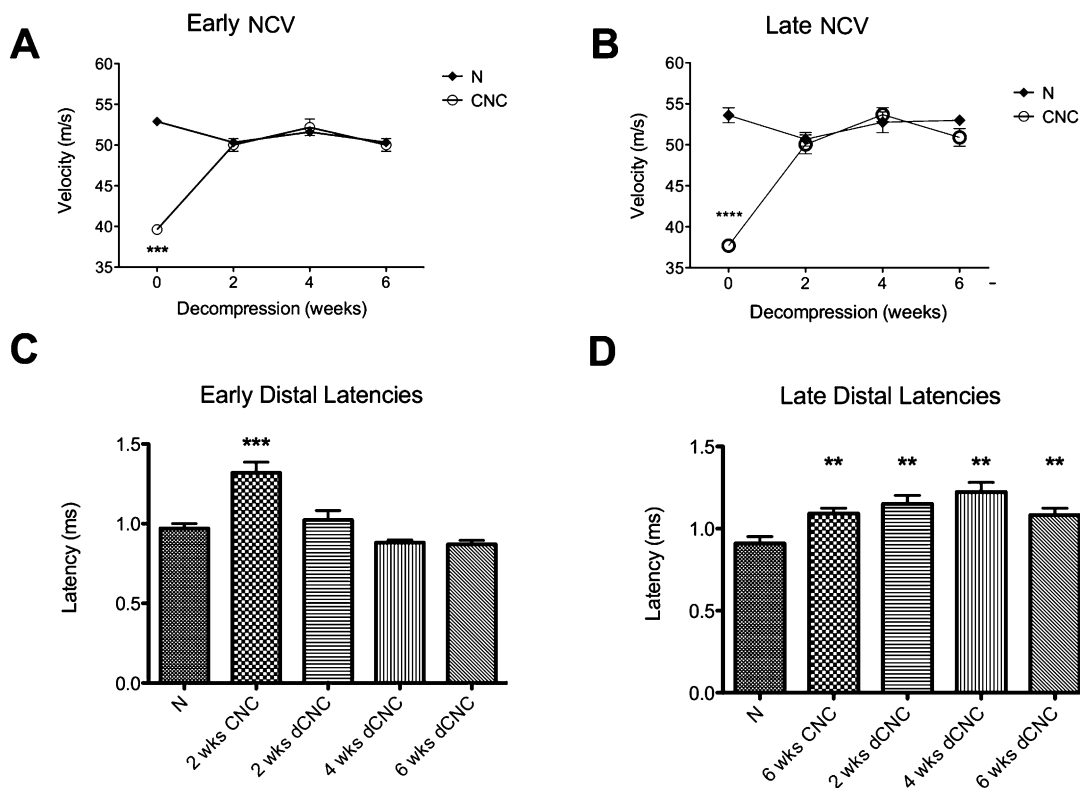 A
Early NCV
60
55
50
45
40
35
Velocity (m/s)
N
CNC
***
0 2 4 6
Decompression (weeks)
B
Late NCV
60
55
50
45
40
35
Velocity (m/s)
N
CNC
****
0 2 4 6
Decompression (weeks)
C
Early Distal Latencies
1.5
1.0
0.5
0.0
Latency (ms)
***
N
2 wks CNC
2 wks dCNC
4 wks dCNC
6 wks dCNC
D
Late Distal Latencies
1.5
1.0
0.5
0.0
Latency (ms)
** ** ** **
N
6 wks CNC
2 wks dCNC
4 wks dCNC
6 wks dCNC